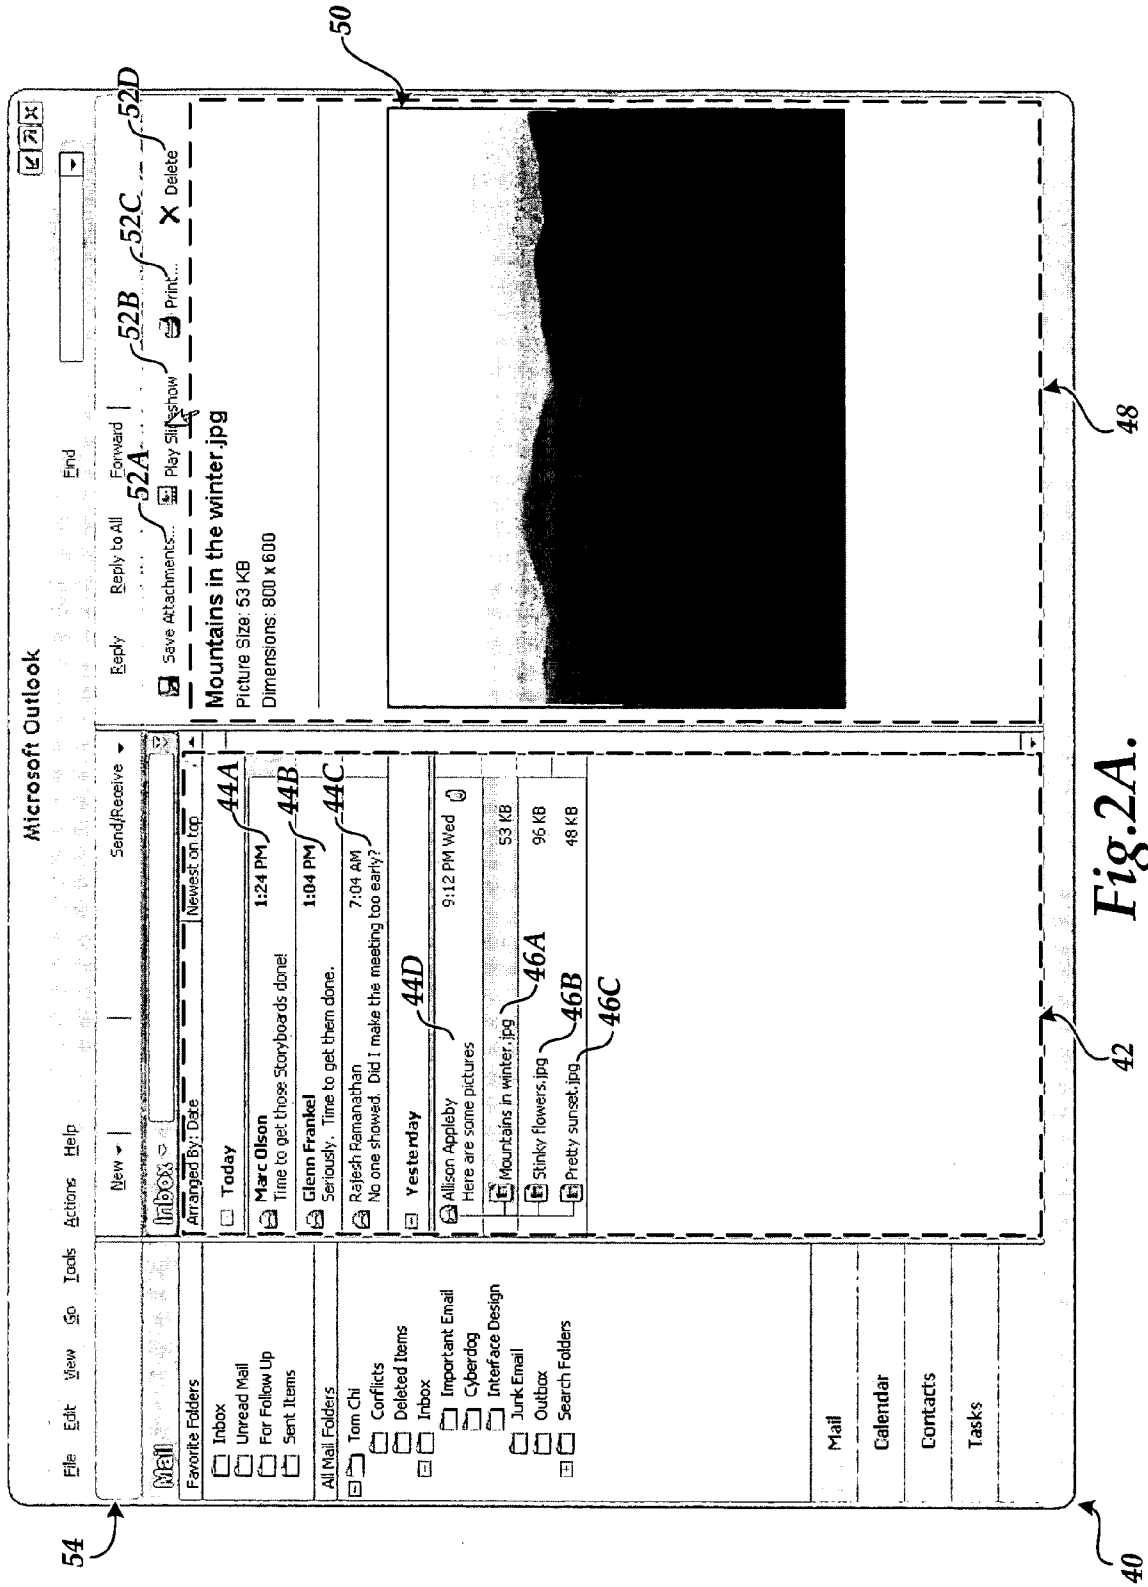 Microsoft Outlook
File Edit View Go Tools Actions Help
Find
54
New
Send/Receive
Reply
Reply to All
Forward
52A
52B
52C
52D
50
Mail
Inbox
Save Attachments...
Play Slideshow
Print...
Delete
Favorite Folders
Inbox
Unread Mail
For Follow Up
Sent Items
All Mail Folders
Tom Chi
Conflicts
Deleted Items
Inbox
Important Email
Cyberdog
Interface Design
Junk Email
Outbox
Search Folders
Mail
Calendar
Contacts
Tasks
Arranged By: Date
Newest on top
Today
44A
Marc Olson
1:24 PM
Time to get those Storyboards done!
44B
Glenn Frankel
1:04 PM
Seriously. Time to get them done.
44C
Rajesh Ramanathan
7:04 AM
No one showed. Did I make the meeting too early?
Yesterday
44D
Allison Appleby
9:12 PM Wed
Here are some pictures
Mountains in winter.jpg
53 KB
46A
Stinky flowers.jpg
96 KB
46B
Pretty sunset.jpg
48 KB
46C
Mountains in the winter.jpg
Picture Size: 53 KB
Dimensions: 800 x 600
40
42
48
Fig.2A.